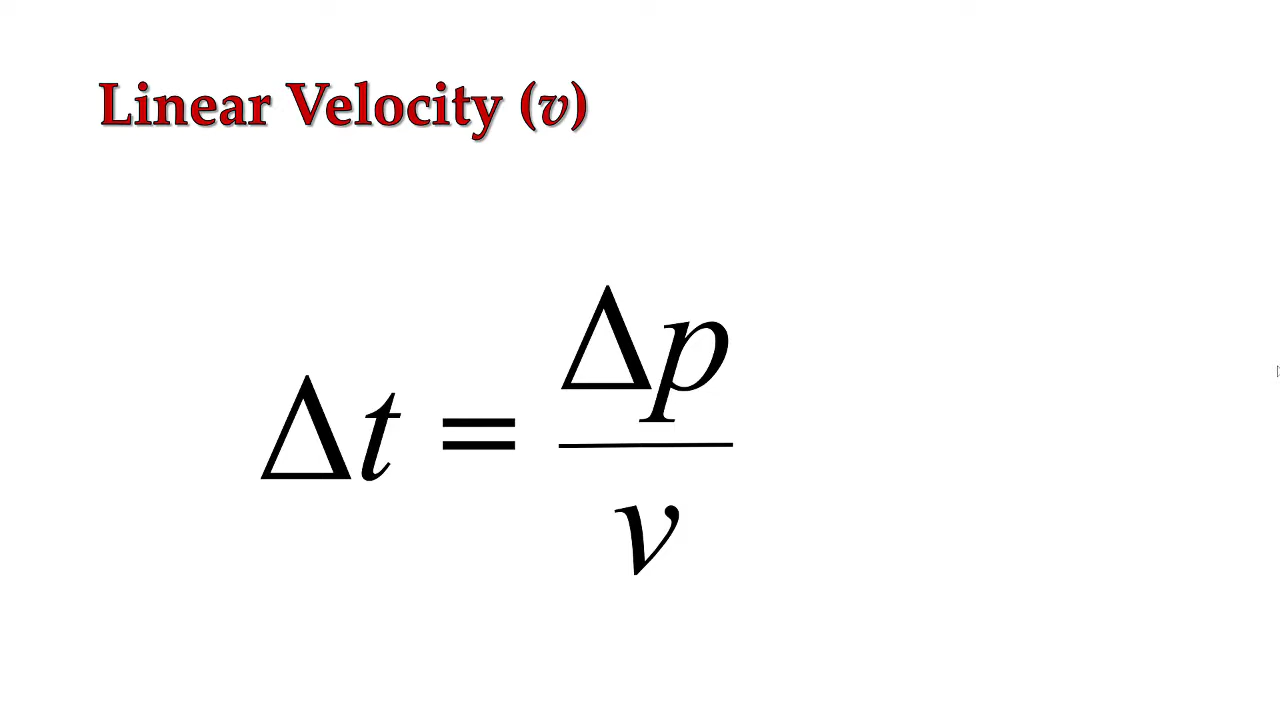 Linear Velocity (v)
Δt = Δp / v